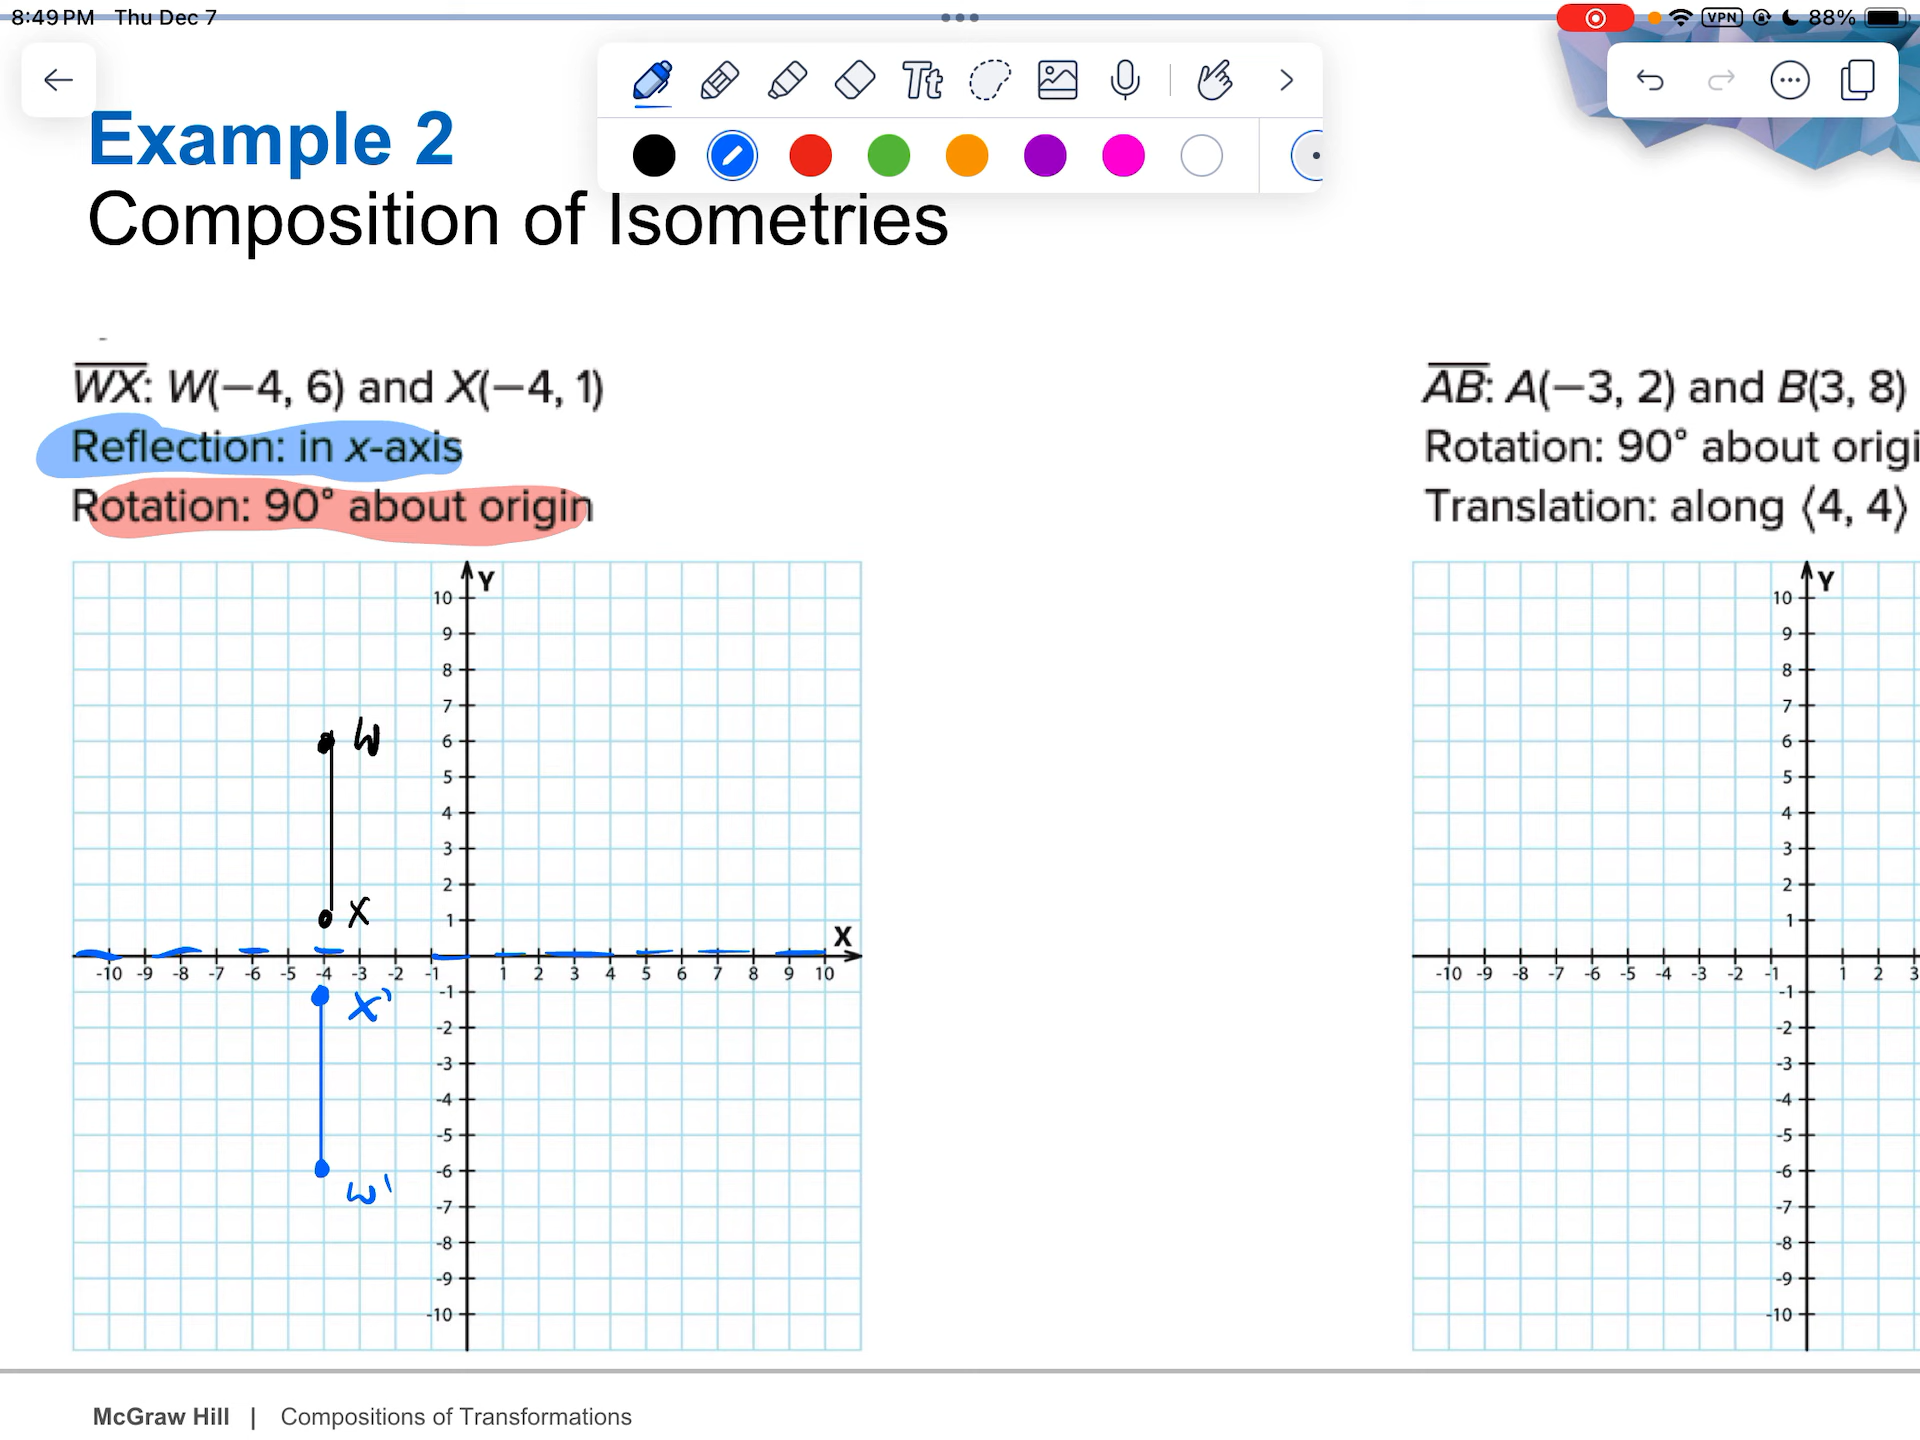 8:49 PM Thu Dec 7
VPN 88%
Tt
Example 2
Composition of Isometries
WX: W(−4, 6) and X(−4, 1)
Reflection: in x-axis
Rotation: 90° about origin
Y
10
9
8
7
W
6
5
4
3
2
X
1
X
-10 -9 -8 -7 -6 -5 -4 -3 -2 -1 1 2 3 4 5 6 7 8 9 10
-1
X'
-2
-3
-4
-5
-6
W'
-7
-8
-9
-10
AB: A(−3, 2) and B(3, 8)
Rotation: 90° about origi
Translation: along ⟨4, 4⟩
Y
10
9
8
7
6
5
4
3
2
1
-10 -9 -8 -7 -6 -5 -4 -3 -2 -1 1 2 3
-1
-2
-3
-4
-5
-6
-7
-8
-9
-10
McGraw Hill | Compositions of Transformations